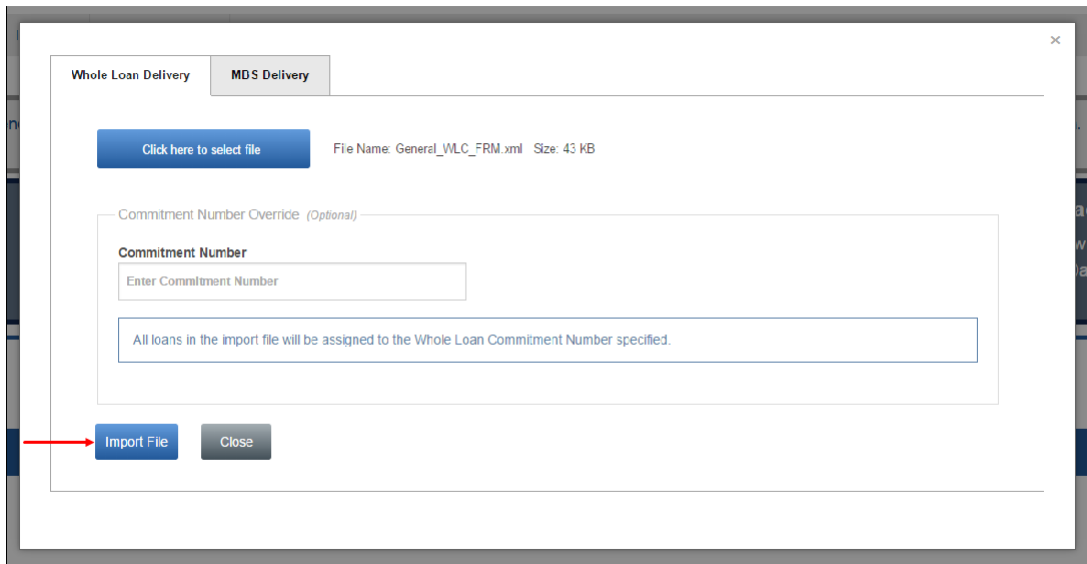 ×
Whole Loan Delivery
MDS Delivery
Click here to select file
File Name: General_WLC_FRM.xml Size: 43 KB
Commitment Number Override (Optional)
Commitment Number
Enter Commitment Number
All loans in the import file will be assigned to the Whole Loan Commitment Number specified.
Import File
Close